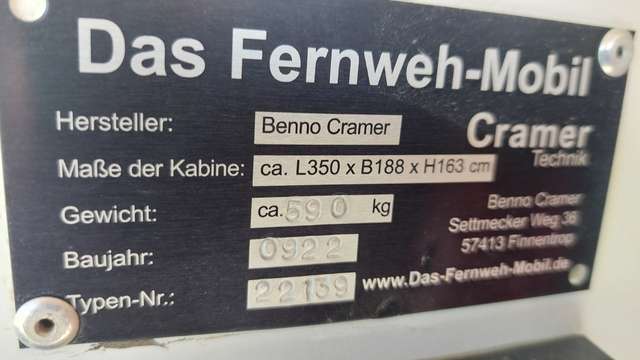 Das Fernweh-Mobil
Hersteller: Benno Cramer
Cramer
Technik
Maße der Kabine: ca. L350 x B188 x H163 cm
Gewicht: ca. 590 kg
Benno Cramer
Settmecker Weg 36
57413 Finnentrop
Baujahr: 0922
Typen-Nr.: 22139
www.Das-Fernweh-Mobil.de